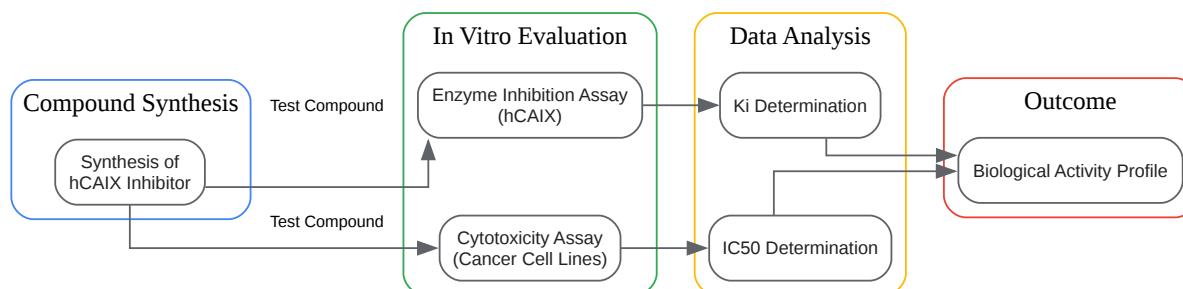 Compound Synthesis
Synthesis of
hCAIX Inhibitor
Test Compound
Test Compound
In Vitro Evaluation
Enzyme Inhibition Assay
(hCAIX)
Cytotoxicity Assay
(Cancer Cell Lines)
Data Analysis
Ki Determination
IC50 Determination
Outcome
Biological Activity Profile